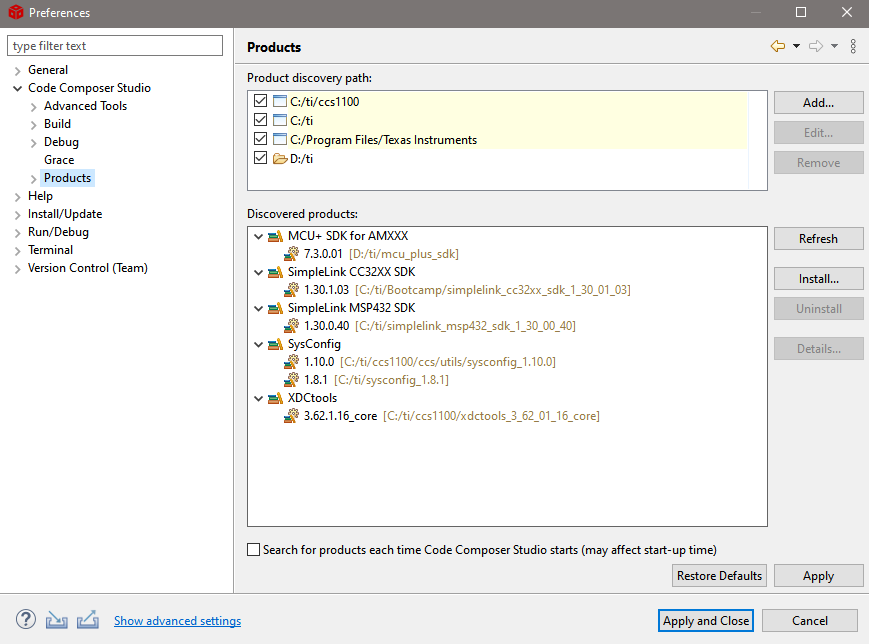 Preferences
type filter text
General
Code Composer Studio
Advanced Tools
Build
Debug
Grace
Products
Help
Install/Update
Run/Debug
Terminal
Version Control (Team)
Products
Product discovery path:
C:/ti/ccs1100
C:/ti
C:/Program Files/Texas Instruments
D:/ti
Add...
Edit...
Remove
Discovered products:
MCU+ SDK for AMXXX
7.3.0.01 [D:/ti/mcu_plus_sdk]
SimpleLink CC32XX SDK
1.30.1.03 [C:/ti/Bootcamp/simplelink_cc32xx_sdk_1_30_01_03]
SimpleLink MSP432 SDK
1.30.0.40 [C:/ti/simplelink_msp432_sdk_1_30_00_40]
SysConfig
1.10.0 [C:/ti/ccs1100/ccs/utils/sysconfig_1.10.0]
1.8.1 [C:/ti/sysconfig_1.8.1]
XDCtools
3.62.1.16_core [C:/ti/ccs1100/xdctools_3_62_01_16_core]
Refresh
Install...
Uninstall
Details...
Search for products each time Code Composer Studio starts (may affect start-up time)
Restore Defaults
Apply
?
Show advanced settings
Apply and Close
Cancel